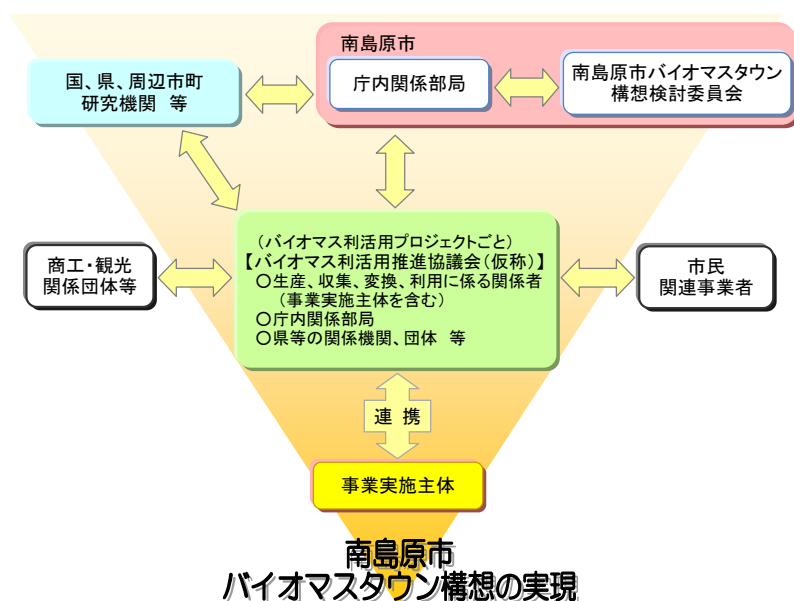 南島原市
国、県、周辺市町
研究機関 等
庁内関係部局
南島原市バイオマスタウン
構想検討委員会
(バイオマス利活用プロジェクトごと)
【バイオマス利活用推進協議会(仮称)】
○生産、収集、変換、利用に係る関係者
(事業実施主体を含む)
○庁内関係部局
○県等の関係機関、団体 等
商工・観光
関係団体等
市民
関連事業者
連 携
事業実施主体
南島原市
バイオマスタウン構想の実現